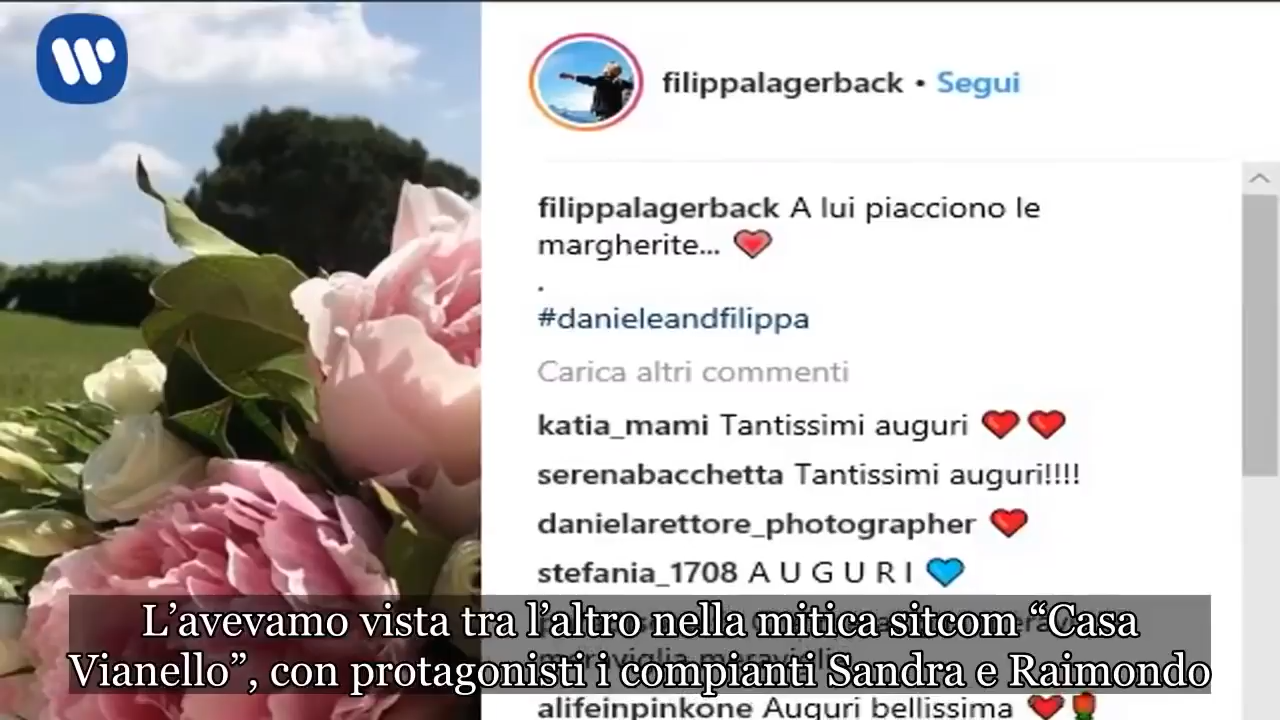 filippalagerback • Segui
filippalagerback A lui piacciono le
margherite...
.
#danieleandfilippa
Carica altri commenti
katia_mami Tantissimi auguri
serenabacchetta Tantissimi auguri!!!!
danielarettore_photographer
stefania_1708 A U G U R I
L’avevamo vista tra l’altro nella mitica sitcom “Casa
Vianello”, con protagonisti i compianti Sandra e Raimondo
alifeinpinkone Auguri bellissima